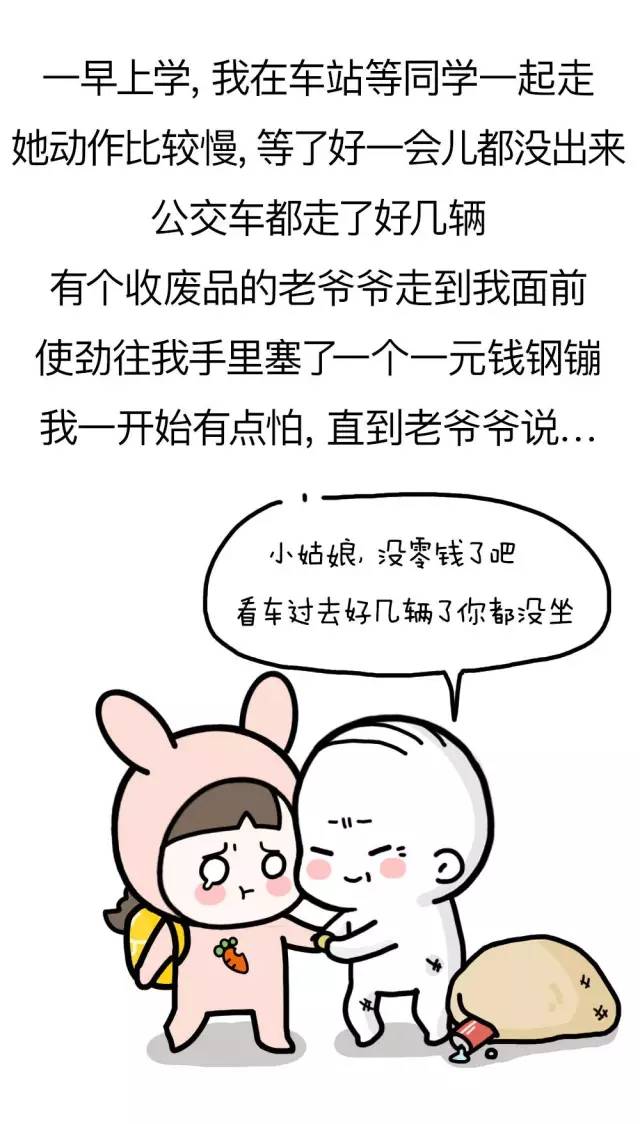 一早上学, 我在车站等同学一起走
她动作比较慢, 等了好一会儿都没出来
公交车都走了好几辆
有个收废品的老爷爷走到我面前
使劲往我手里塞了一个一元钱钢镚
我一开始有点怕, 直到老爷爷说...
小姑娘, 没零钱了吧
看车过去好几辆了你都没坐